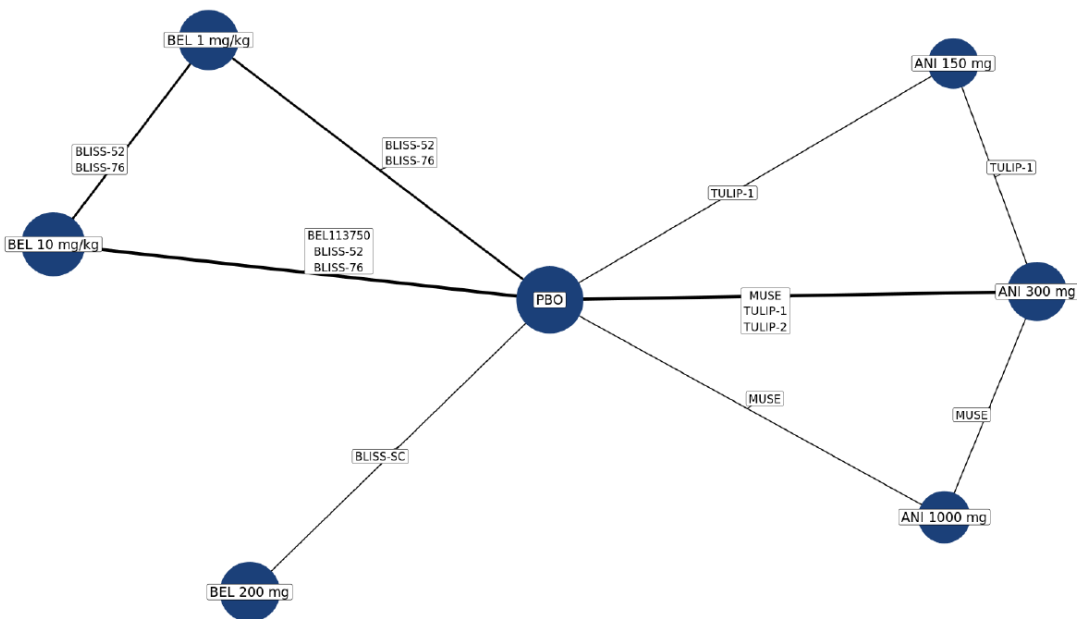 BEL 1 mg/kg
ANI 150 mg
BLISS-52
BLISS-76
BLISS-52
BLISS-76
TULIP-1
TULIP-1
BEL 10 mg/kg
BEL113750
BLISS-52
BLISS-76
PBO
MUSE
TULIP-1
TULIP-2
ANI 300 mg
MUSE
MUSE
BLISS-SC
ANI 1000 mg
BEL 200 mg